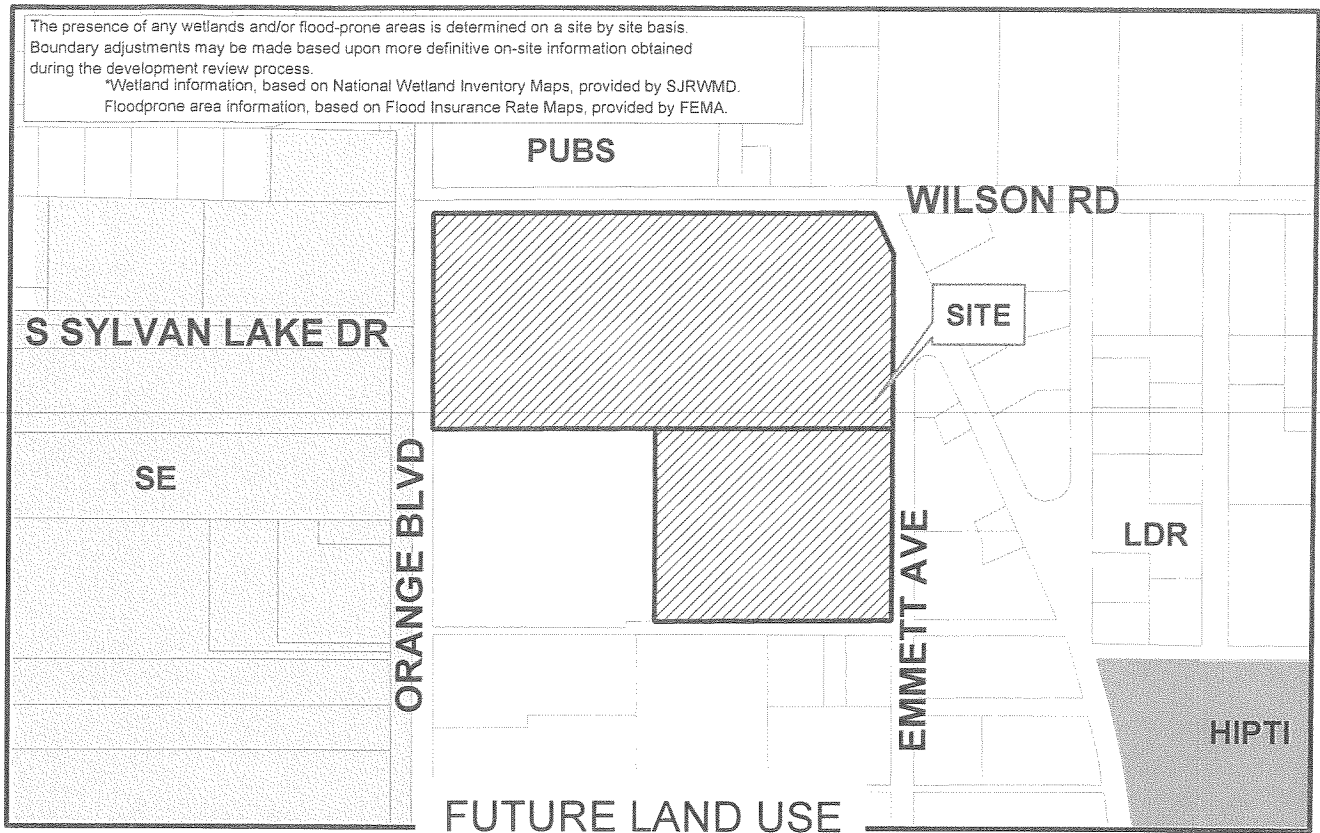 The presence of any wetlands and/or flood-prone areas is determined on a site by site basis.
Boundary adjustments may be made based upon more definitive on-site information obtained
during the development review process.
*Wetland information, based on National Wetland Inventory Maps, provided by SJRWMD.
Floodprone area information, based on Flood Insurance Rate Maps, provided by FEMA.
PUBS
WILSON RD
SITE
S SYLVAN LAKE DR
SE
ORANGE BLVD
EMMETT AVE
LDR
HIPTI
FUTURE LAND USE